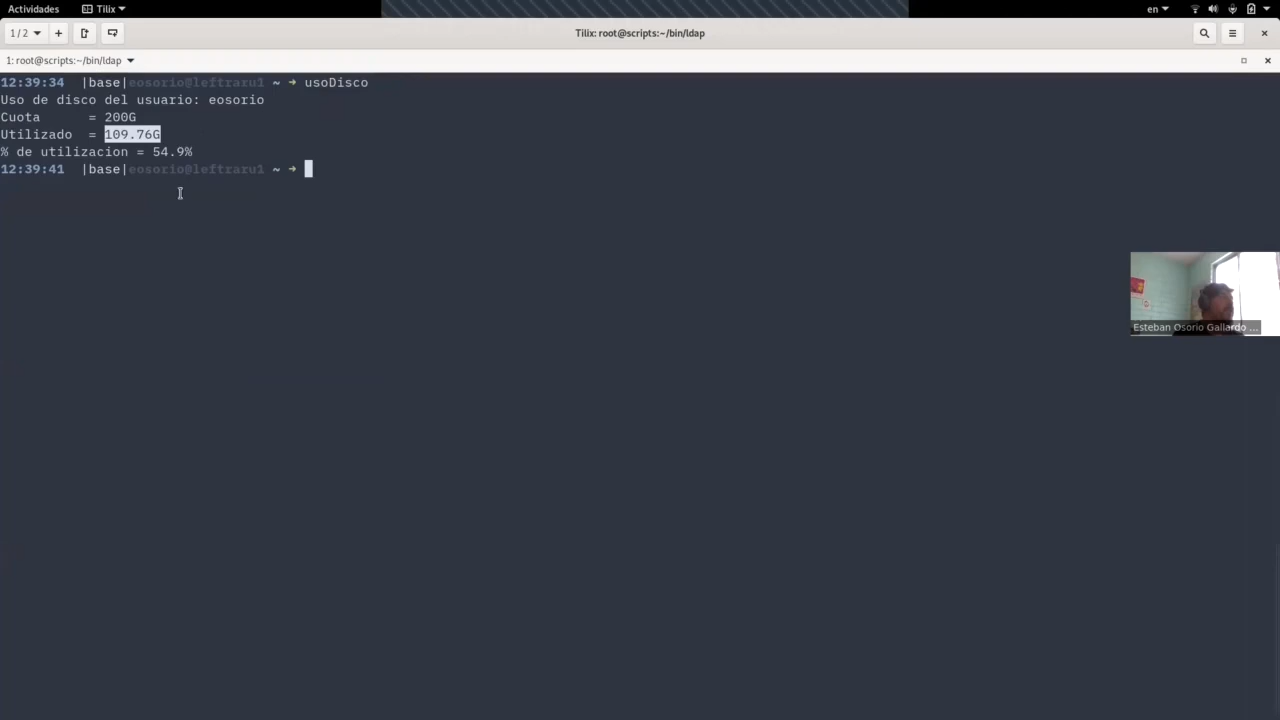 Actividades
Tilix
en
1 / 2
Tilix: root@scripts:~/bin/ldap
1: root@scripts:~/bin/ldap
12:39:34 |base|eosorio@leftraru1 ~ ➜ usoDisco
Uso de disco del usuario: eosorio
Cuota = 200G
Utilizado = 109.76G
% de utilizacion = 54.9%
12:39:41 |base|eosorio@leftraru1 ~ ➜
Esteban Osorio Gallardo ...